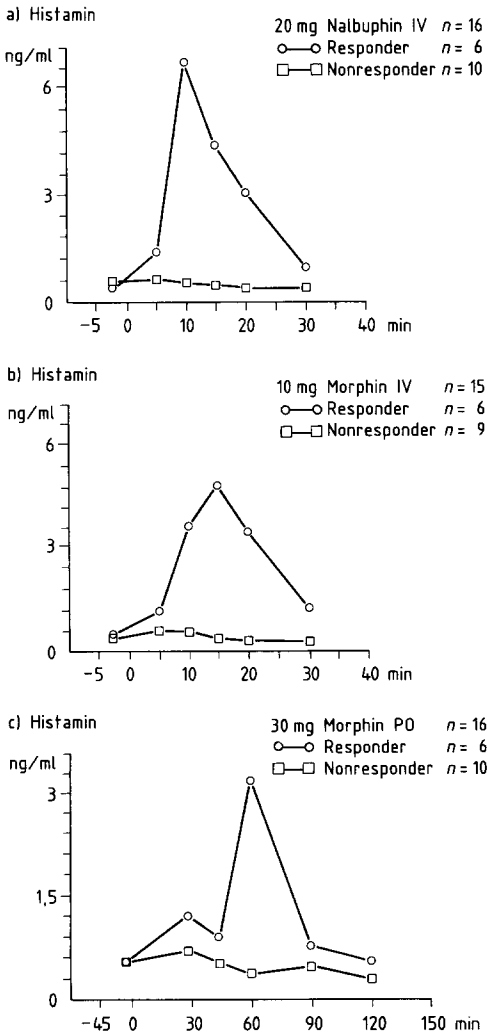 a) Histamin
20 mg Nalbuphin IV n = 16
ng/ml
Responder n = 6
Nonresponder n = 10
6
3
0
-5 0 10 20 30 40 min
b) Histamin
10 mg Morphin IV n = 15
ng/ml
Responder n = 6
Nonresponder n = 9
6
3
0
-5 0 10 20 30 40 min
c) Histamin
30 mg Morphin PO n = 16
ng/ml
Responder n = 6
Nonresponder n = 10
3
1,5
0
-45 0 30 60 90 120 150 min